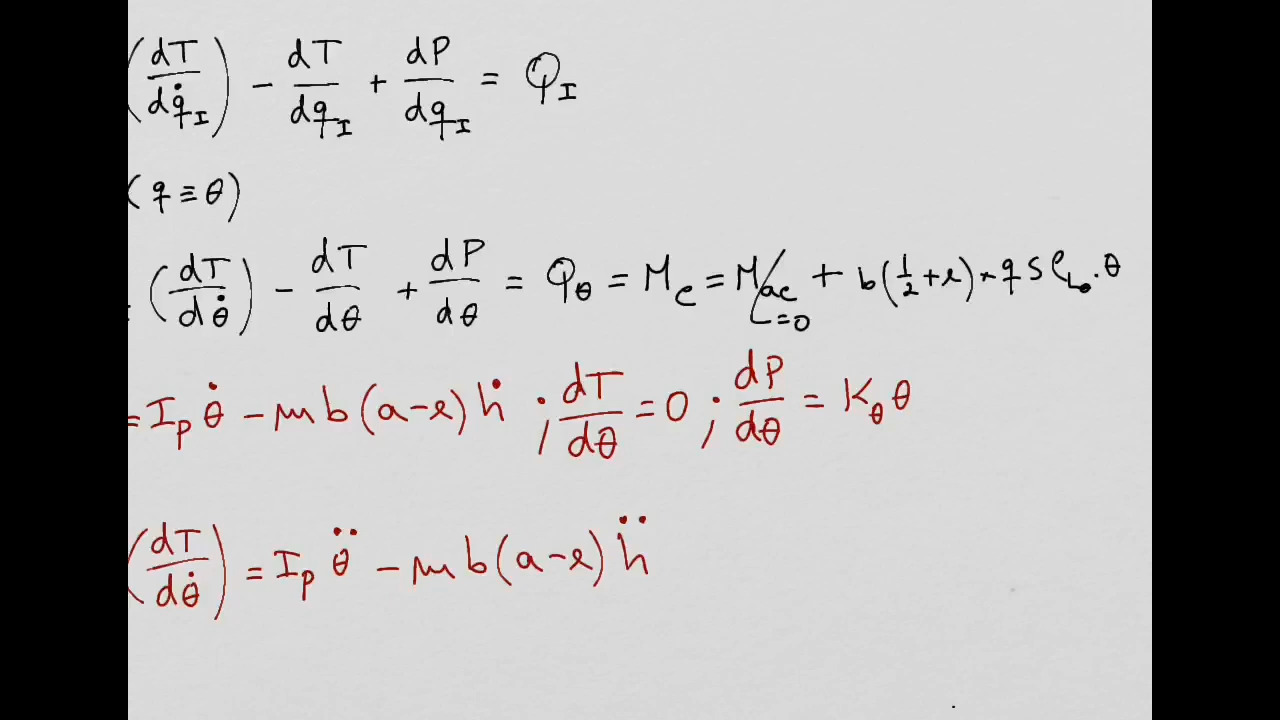 (dT/dq̇_I) - dT/dq_I + dP/dq_I = Q_I
(q ≡ θ)
(dT/dθ̇) - dT/dθ + dP/dθ = Q_θ = M_e = M_ac + b(1/2 + e) * q S C_Lα . θ
=0
= I_p θ̇ - m b (a-e) ḣ ; dT/dθ = 0 ; dP/dθ = K_θ θ
(dT/dθ̇) = I_p θ̈ - m b (a-e) ḧ